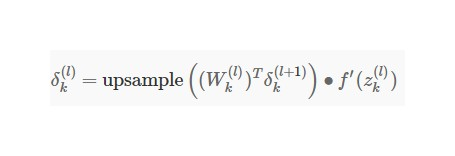 δ_k^{(l)} = upsample((W_k^{(l)})^T δ_k^{(l+1)}) • f'(z_k^{(l)})